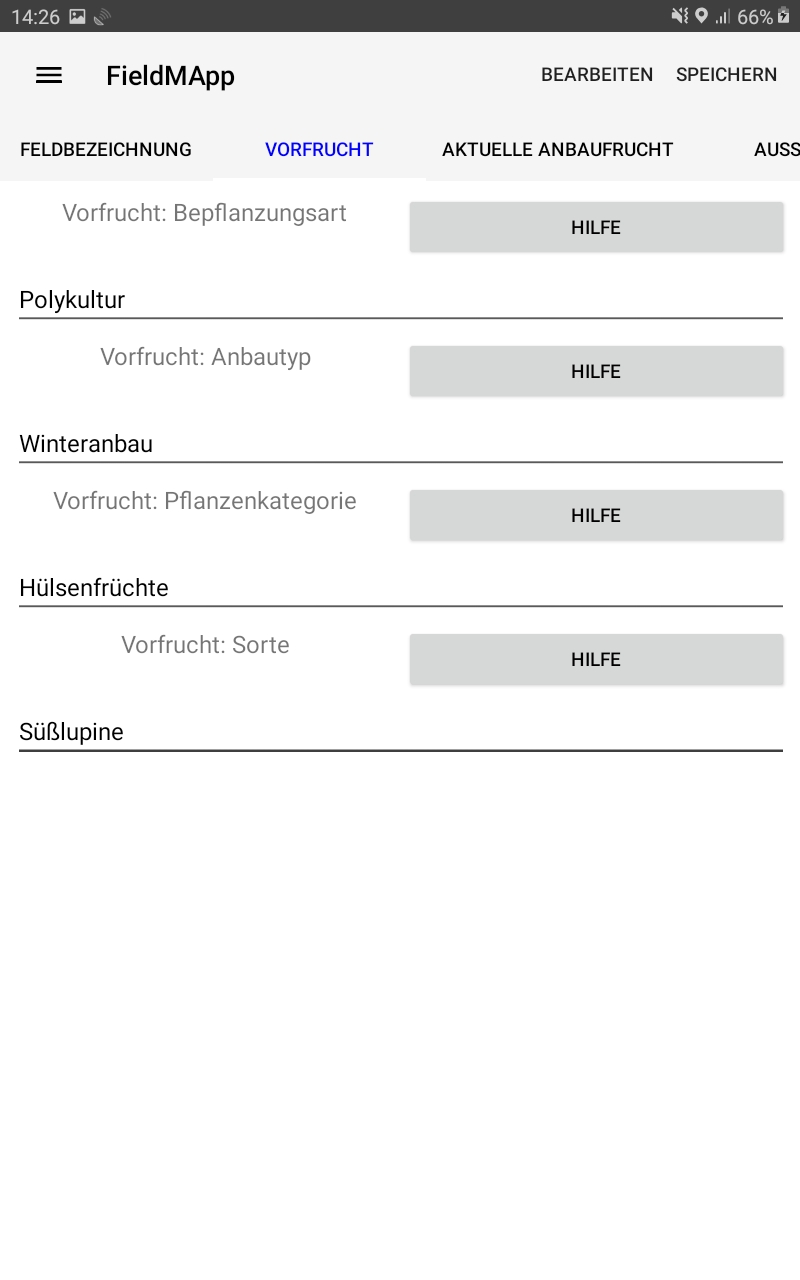 14:26 66%
FieldMApp BEARBEITEN SPEICHERN
FELDBEZEICHNUNG VORFRUCHT AKTUELLE ANBAUFRUCHT AUSS
Vorfrucht: Bepflanzungsart HILFE
Polykultur
Vorfrucht: Anbautyp HILFE
Winteranbau
Vorfrucht: Pflanzenkategorie HILFE
Hülsenfrüchte
Vorfrucht: Sorte HILFE
Süßlupine